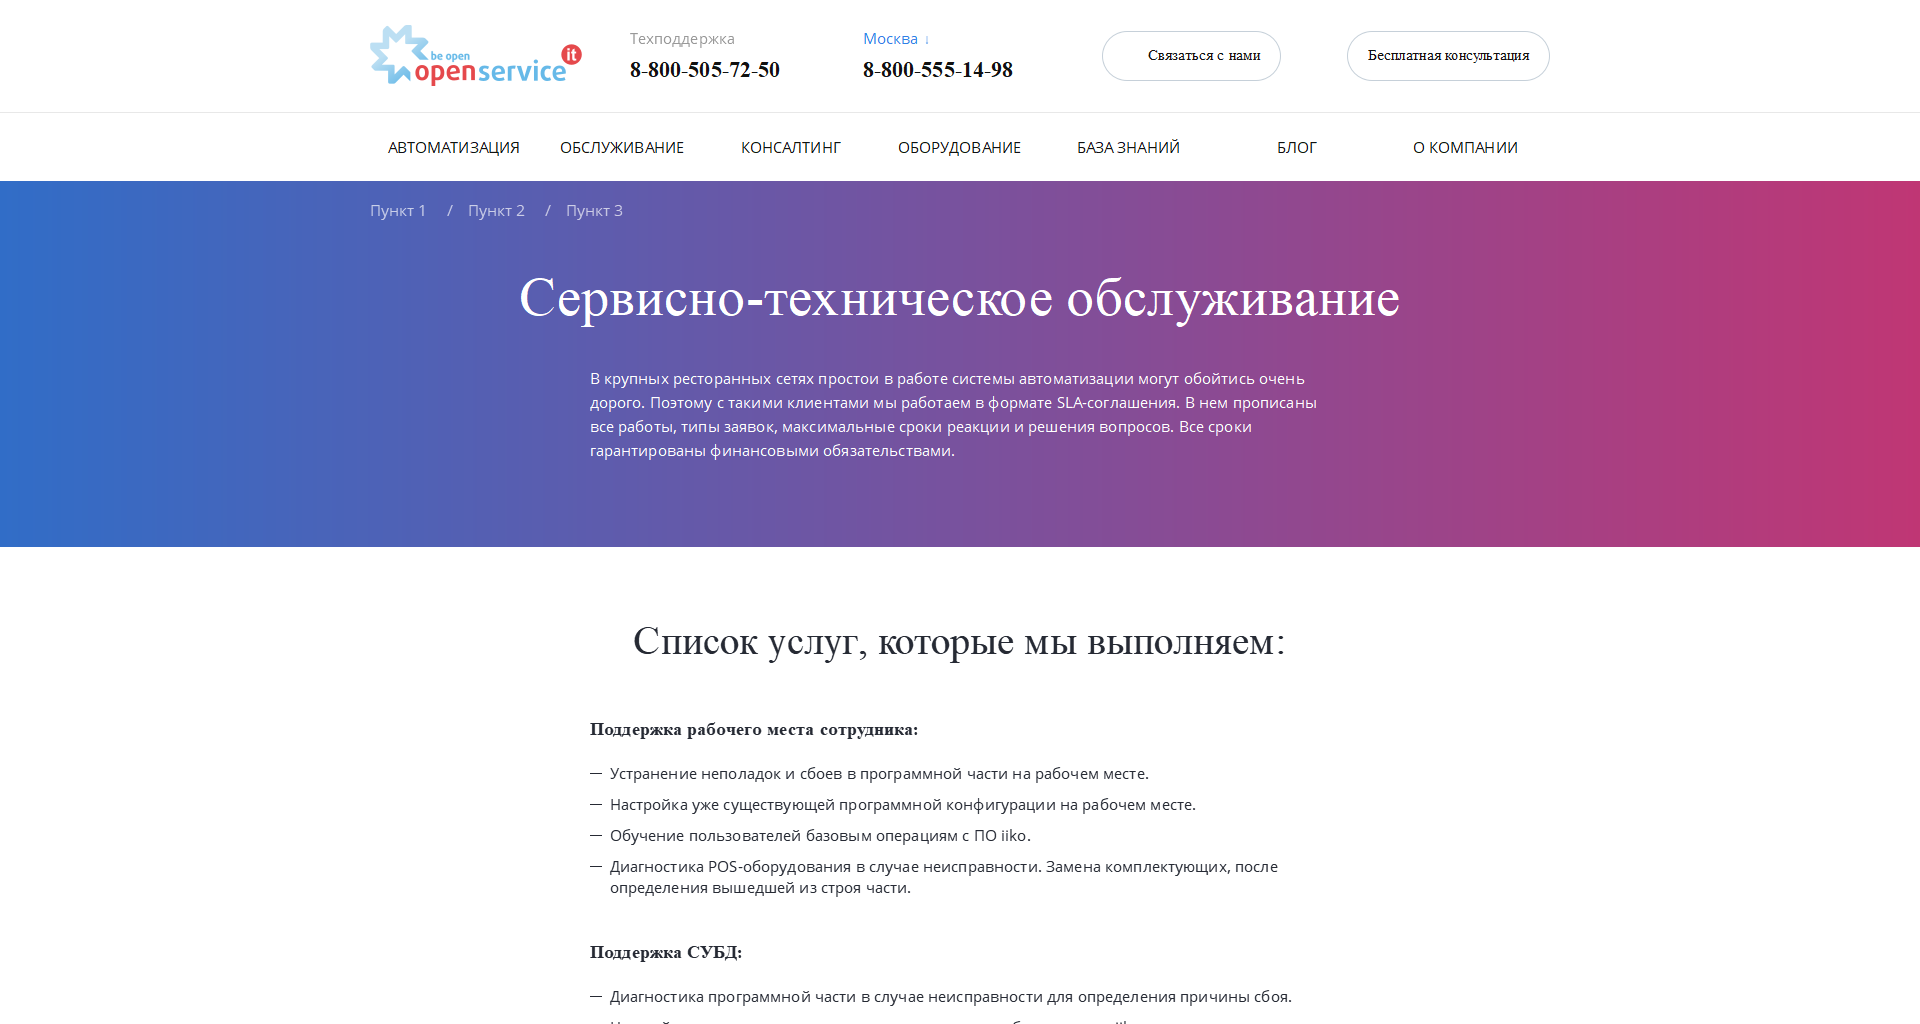 be open
openservice it
Техподдержка
8-800-505-72-50
Москва ↓
8-800-555-14-98
Связаться с нами
Бесплатная консультация
АВТОМАТИЗАЦИЯ ОБСЛУЖИВАНИЕ КОНСАЛТИНГ ОБОРУДОВАНИЕ БАЗА ЗНАНИЙ БЛОГ О КОМПАНИИ
Пункт 1 / Пункт 2 / Пункт 3
Сервисно-техническое обслуживание
В крупных ресторанных сетях простои в работе системы автоматизации могут обойтись очень
дорого. Поэтому с такими клиентами мы работаем в формате SLA-соглашения. В нем прописаны
все работы, типы заявок, максимальные сроки реакции и решения вопросов. Все сроки
гарантированы финансовыми обязательствами.
Список услуг, которые мы выполняем:
Поддержка рабочего места сотрудника:
— Устранение неполадок и сбоев в программной части на рабочем месте.
— Настройка уже существующей программной конфигурации на рабочем месте.
— Обучение пользователей базовым операциям с ПО iiko.
— Диагностика POS-оборудования в случае неисправности. Замена комплектующих, после
определения вышедшей из строя части.
Поддержка СУБД:
— Диагностика программной части в случае неисправности для определения причины сбоя.